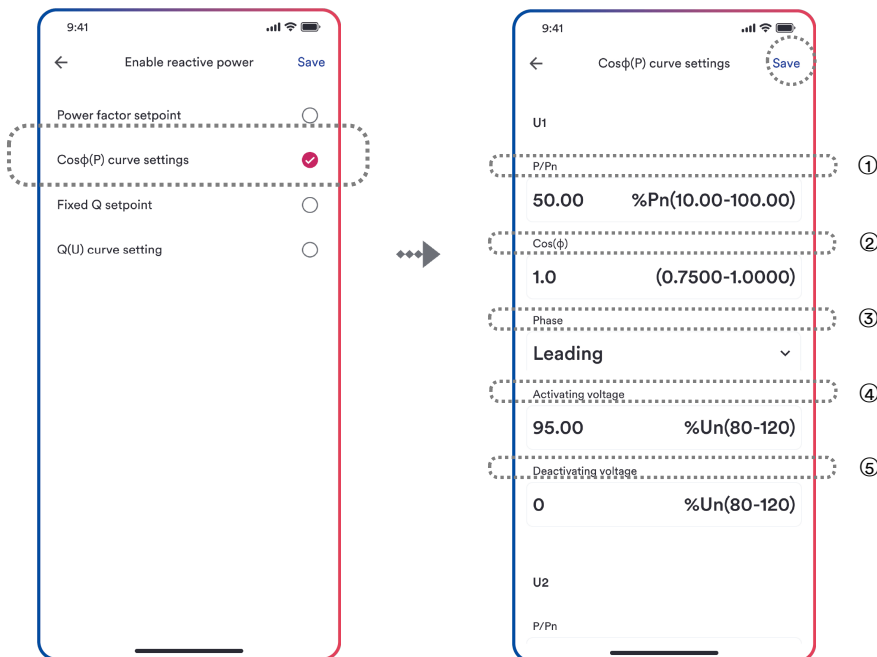 9:41
Enable reactive power Save
Power factor setpoint
Cosϕ(P) curve settings
Fixed Q setpoint
Q(U) curve setting
9:41
Cosϕ(P) curve settings Save
U1
P/Pn
①
50.00 %Pn(10.00-100.00)
Cos(ϕ)
②
1.0 (0.7500-1.0000)
Phase
③
Leading
Activating voltage
④
95.00 %Un(80-120)
Deactivating voltage
⑤
0 %Un(80-120)
U2
P/Pn